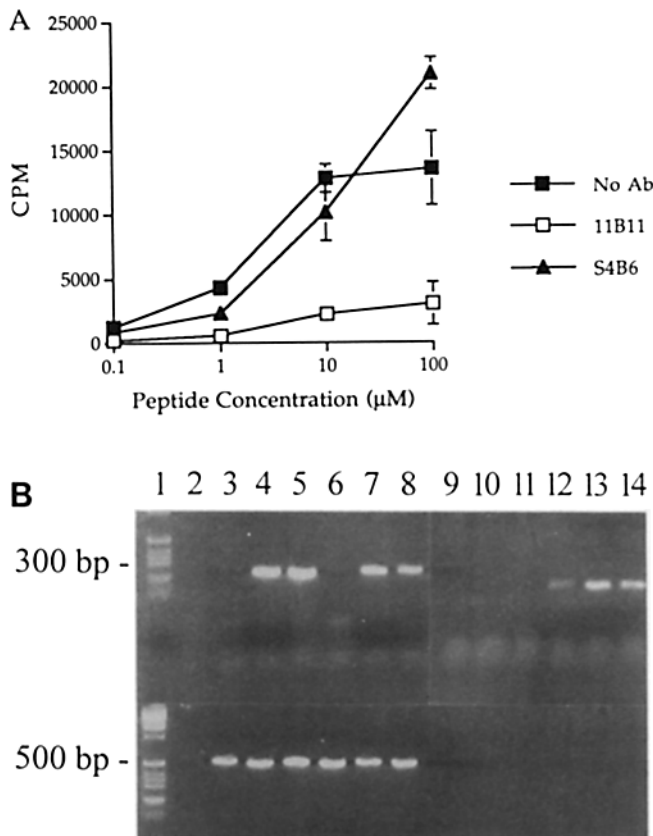 A
25000
20000
15000
10000
5000
0
CPM
0.1 1 10 100
Peptide Concentration (µM)
No Ab
11B11
S4B6
B
1 2 3 4 5 6 7 8 9 10 11 12 13 14
300 bp -
500 bp -